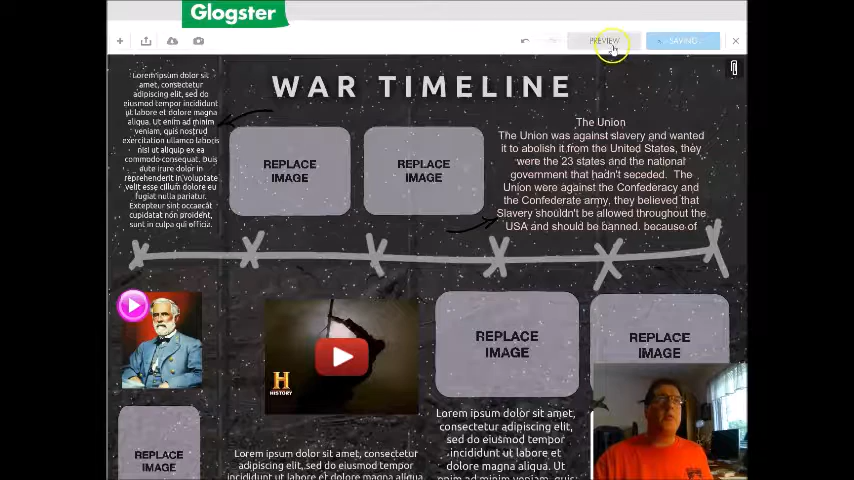 Glogster
PREVIEW
SAVING
WAR TIMELINE
Lorem ipsum dolor sit
amet, consectetur
adipiscing elit, sed do
eiusmod tempor incididunt
ut labore et dolore magna
aliqua. Ut enim ad minim
veniam, quis nostrud
exercitation ullamco laboris
nisi ut aliquip ex ea
commodo consequat. Duis
aute irure dolor in
reprehenderit in voluptate
velit esse cillum dolore eu
fugiat nulla pariatur.
Excepteur sint occaecat
cupidatat non proident,
sunt in culpa qui officia.
REPLACE
IMAGE
REPLACE
IMAGE
The Union
The Union was against slavery and wanted
it to abolish it from the United States, they
were the 23 states and the national
government that hadn't seceded. The
Union were against the Confederacy and
the Confederate army, they believed that
Slavery shouldn't be allowed throughout the
USA and should be banned. because of
H
HISTORY
REPLACE
IMAGE
REPLACE
IMAGE
REPLACE
IMAGE
Lorem ipsum dolor sit amet,
consectetur adipiscing elit, sed do
eiusmod tempor incididunt ut
Lorem ipsum dolor sit amet,
consectetur adipiscing elit,
sed do eiusmod tempor
incididunt ut labore et
dolore magna aliqua. Ut
enim ad minim veniam,